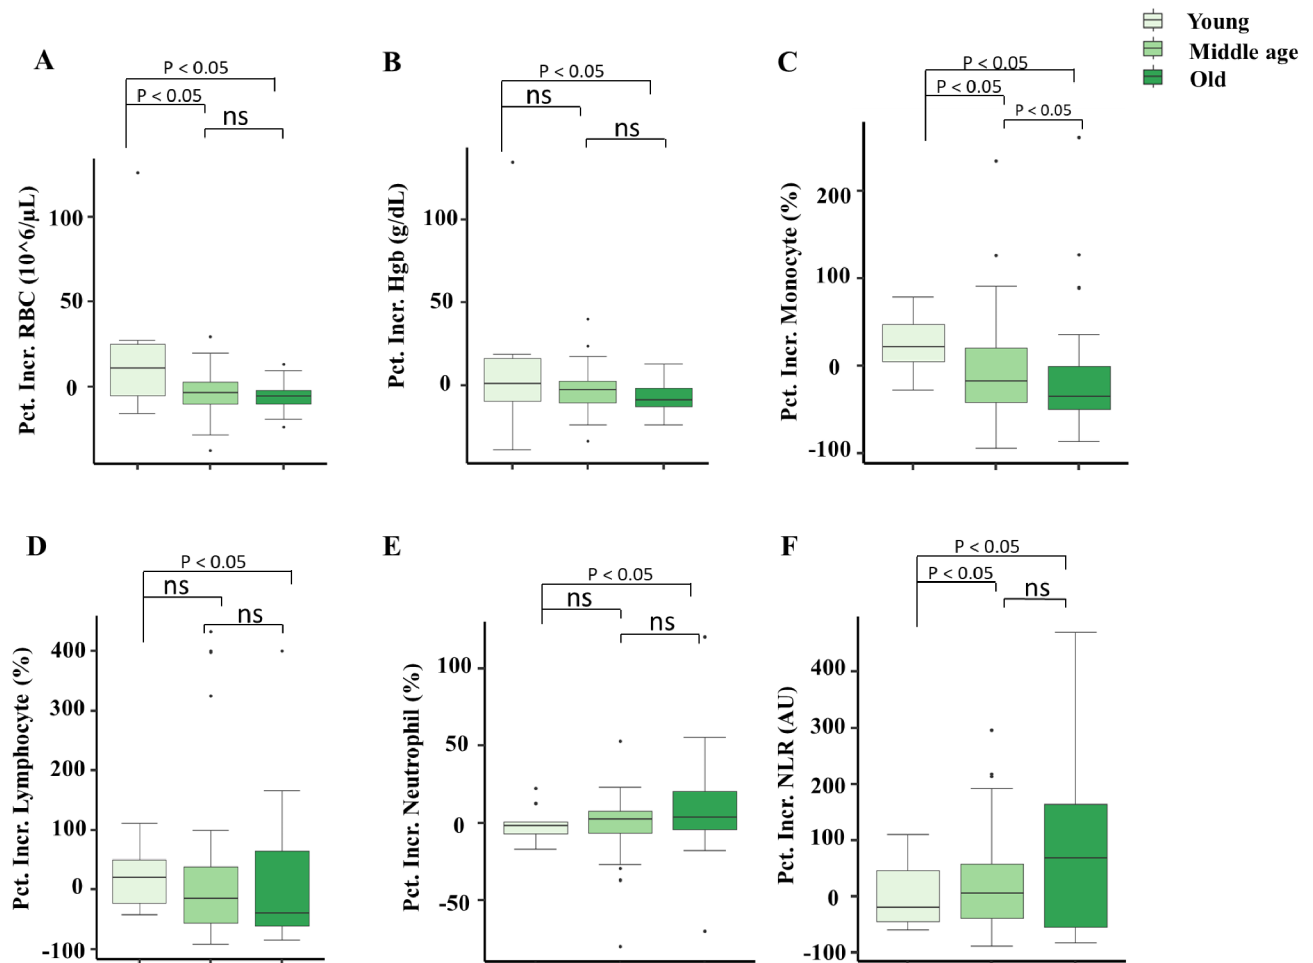 Young
Middle age
Old
A
P < 0.05
P < 0.05
ns
Pct. Incr. RBC (10^6/µL)
100
50
0
B
P < 0.05
ns
ns
Pct. Incr. Hgb (g/dL)
100
50
0
C
P < 0.05
P < 0.05
P < 0.05
Pct. Incr. Monocyte (%)
200
100
0
-100
D
P < 0.05
ns
ns
Pct. Incr. Lymphocyte (%)
400
300
200
100
0
-100
E
P < 0.05
ns
ns
Pct. Incr. Neutrophil (%)
100
50
0
-50
F
P < 0.05
P < 0.05
ns
Pct. Incr. NLR (AU)
400
300
200
100
0
-100